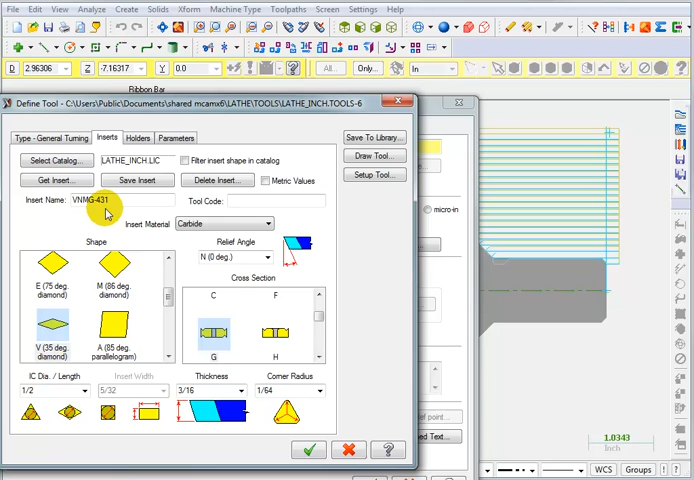 File Edit View Analyze Create Solids Xform Machine Type Toolpaths Screen Settings Help
D 2.96306 Z -7.16317 Y 0.0 All... Only... In
Ribbon Bar
Define Tool - C:\Users\Public\Documents\shared mcamx6\LATHE\TOOLS\LATHE_INCH.TOOLS-6
Type - General Turning Inserts Holders Parameters
Save To Library...
Select Catalog... LATHE_INCH.LIC Filter insert shape in catalog
Draw Tool...
Get Insert... Save Insert Delete Insert... Metric Values
Setup Tool...
Insert Name: VNMG-431 Tool Code:
micro-in
Insert Material Carbide
Shape Relief Angle
N (0 deg.)
Cross Section
E (75 deg. diamond) M (86 deg. diamond)
C F
V (35 deg. diamond) A (85 deg. parallelogram)
G H
IC Dia. / Length Insert Width Thickness Corner Radius
1/2 5/32 3/16 1/64
ef point...
ed Text...
1.0343
Inch
WCS Groups